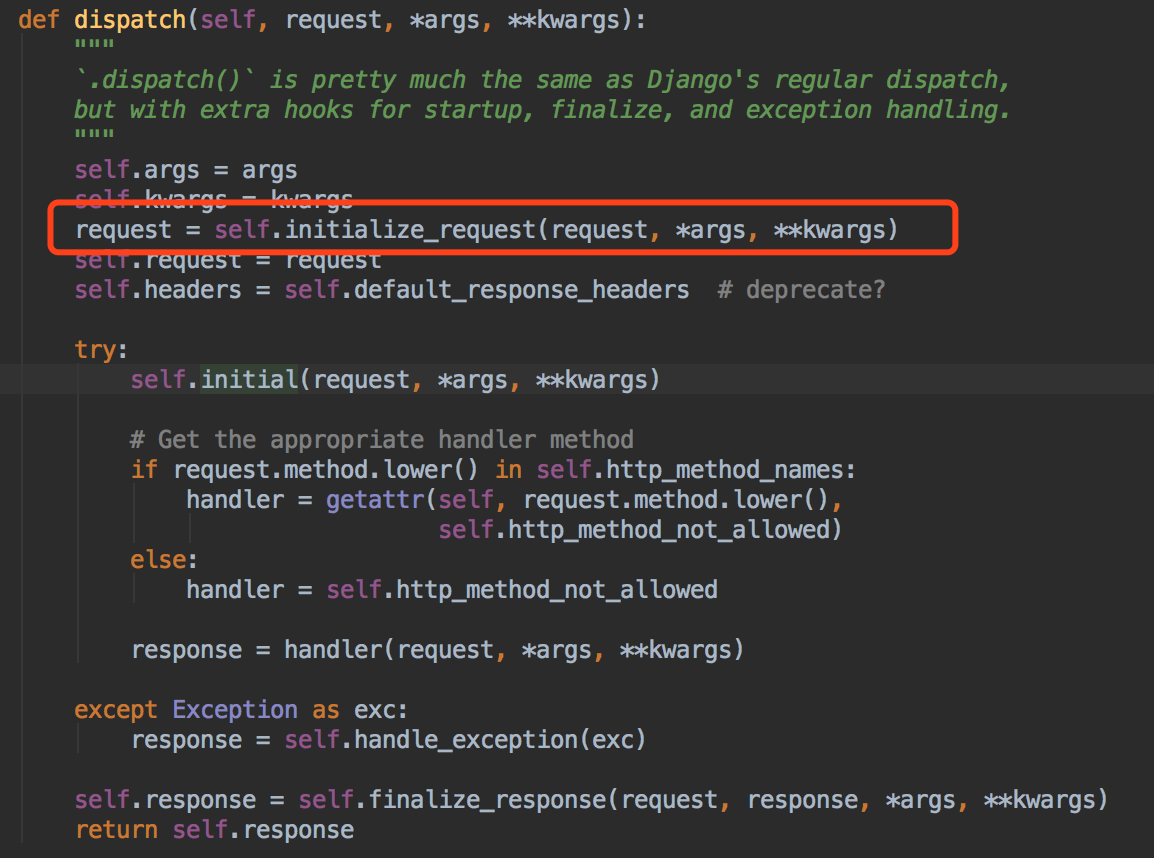 def dispatch(self, request, *args, **kwargs):
    """
    `.dispatch()` is pretty much the same as Django's regular dispatch,
    but with extra hooks for startup, finalize, and exception handling.
    """
    self.args = args
    self.kwargs = kwargs
    request = self.initialize_request(request, *args, **kwargs)
    self.request = request
    self.headers = self.default_response_headers  # deprecate?

    try:
        self.initial(request, *args, **kwargs)

        # Get the appropriate handler method
        if request.method.lower() in self.http_method_names:
            handler = getattr(self, request.method.lower(),
                              self.http_method_not_allowed)
        else:
            handler = self.http_method_not_allowed

        response = handler(request, *args, **kwargs)

    except Exception as exc:
        response = self.handle_exception(exc)

    self.response = self.finalize_response(request, response, *args, **kwargs)
    return self.response